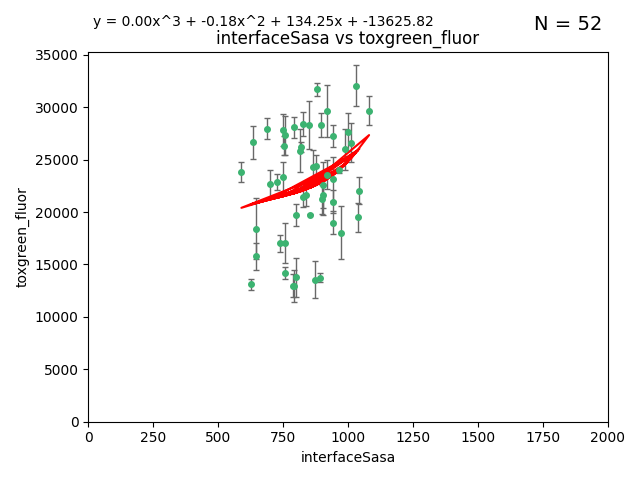 y = 0.00x^3 + -0.18x^2 + 134.25x + -13625.82
N = 52
interfaceSasa vs toxgreen_fluor
35000
30000
25000
20000
15000
10000
5000
0
toxgreen_fluor
0 250 500 750 1000 1250 1500 1750 2000
interfaceSasa